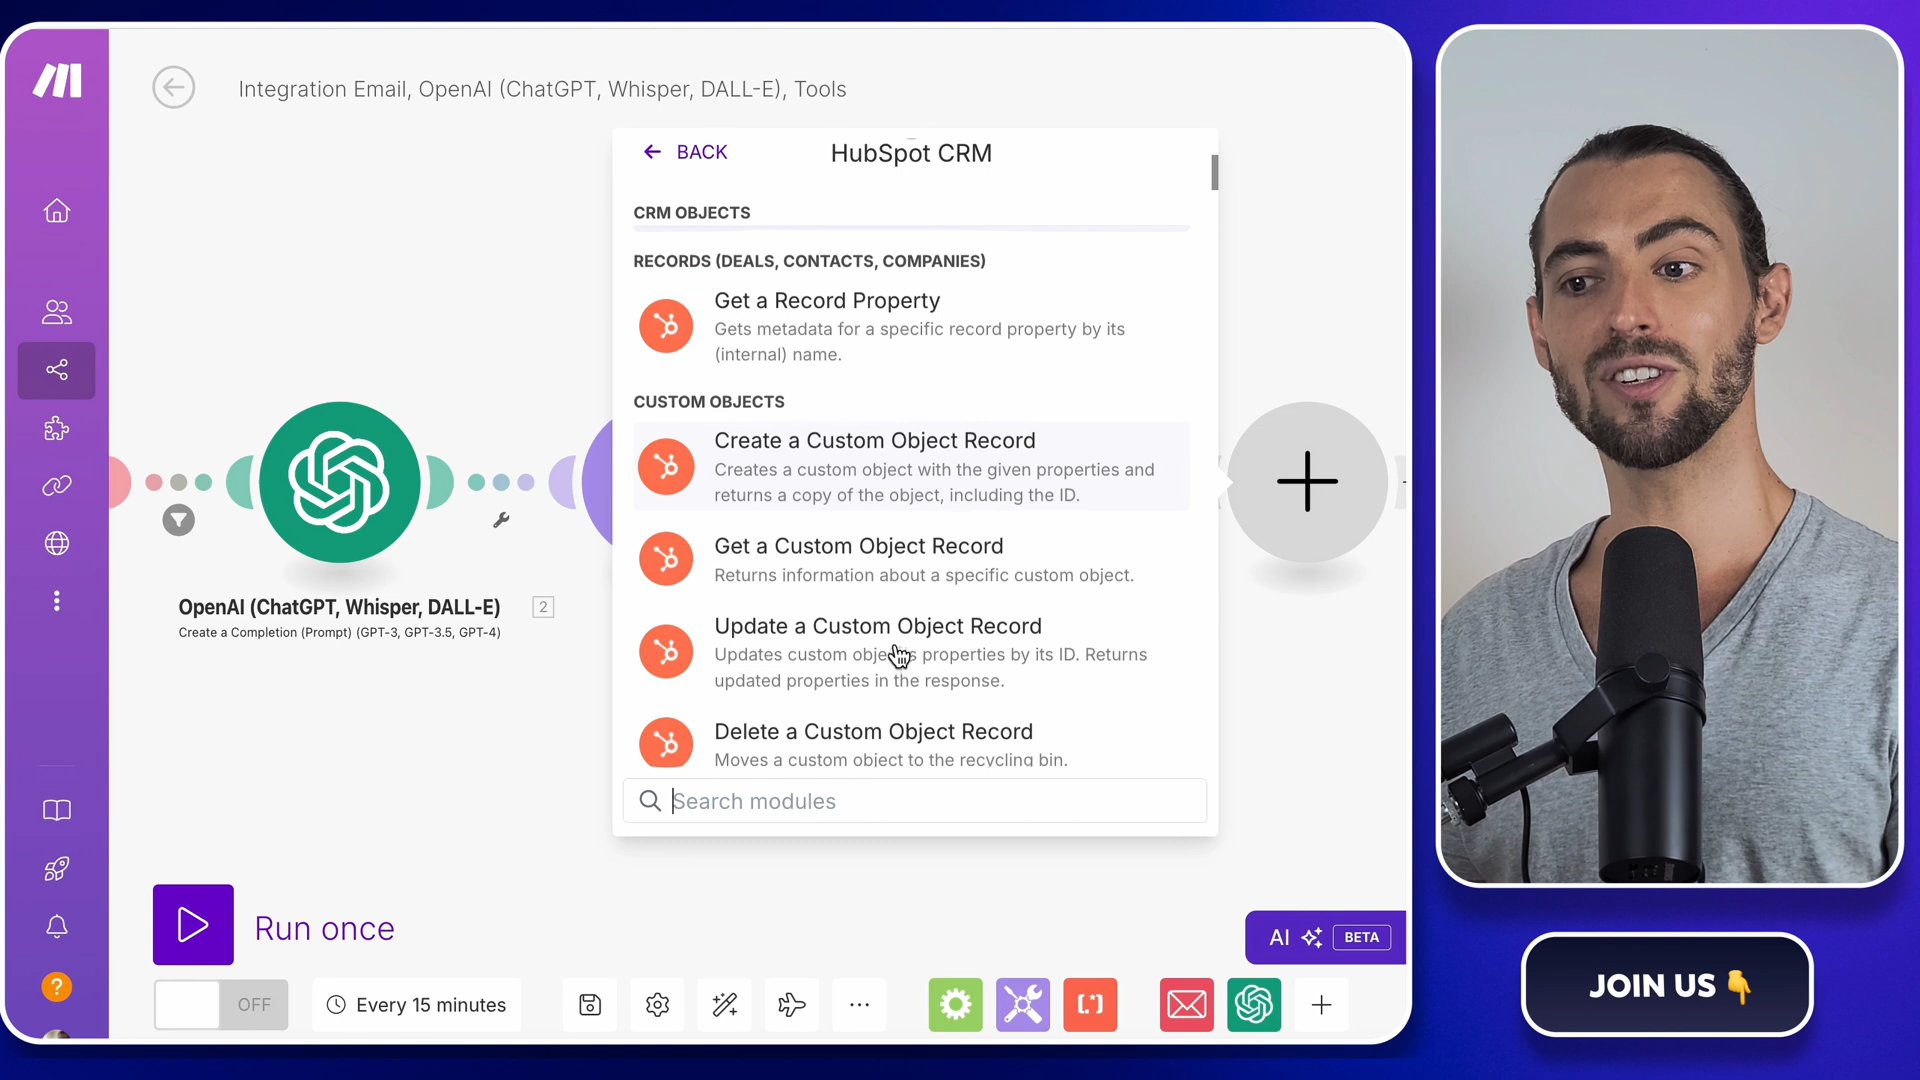 Integration Email, OpenAI (ChatGPT, Whisper, DALL-E), Tools
BACK
HubSpot CRM
CRM OBJECTS
RECORDS (DEALS, CONTACTS, COMPANIES)
Get a Record Property
Gets metadata for a specific record property by its
(internal) name.
CUSTOM OBJECTS
Create a Custom Object Record
Creates a custom object with the given properties and
returns a copy of the object, including the ID.
Get a Custom Object Record
Returns information about a specific custom object.
Update a Custom Object Record
Updates custom object's properties by its ID. Returns
updated properties in the response.
Delete a Custom Object Record
Moves a custom object to the recycling bin.
Search modules
OpenAI (ChatGPT, Whisper, DALL-E) 2
Create a Completion (Prompt) (GPT-3, GPT-3.5, GPT-4)
Run once
AI BETA
OFF
Every 15 minutes
JOIN US 👇